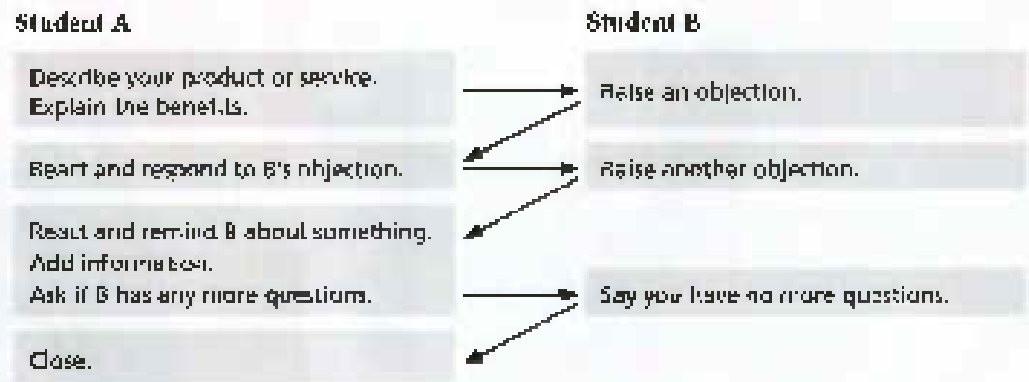 Student A
Student B
Describe your product or service.
Explain the benefits.
Raise an objection.
React and respond to B's objection.
Raise another objection.
React and remind B about something.
Add information.
Ask if B has any more questions.
Say you have no more questions.
Close.